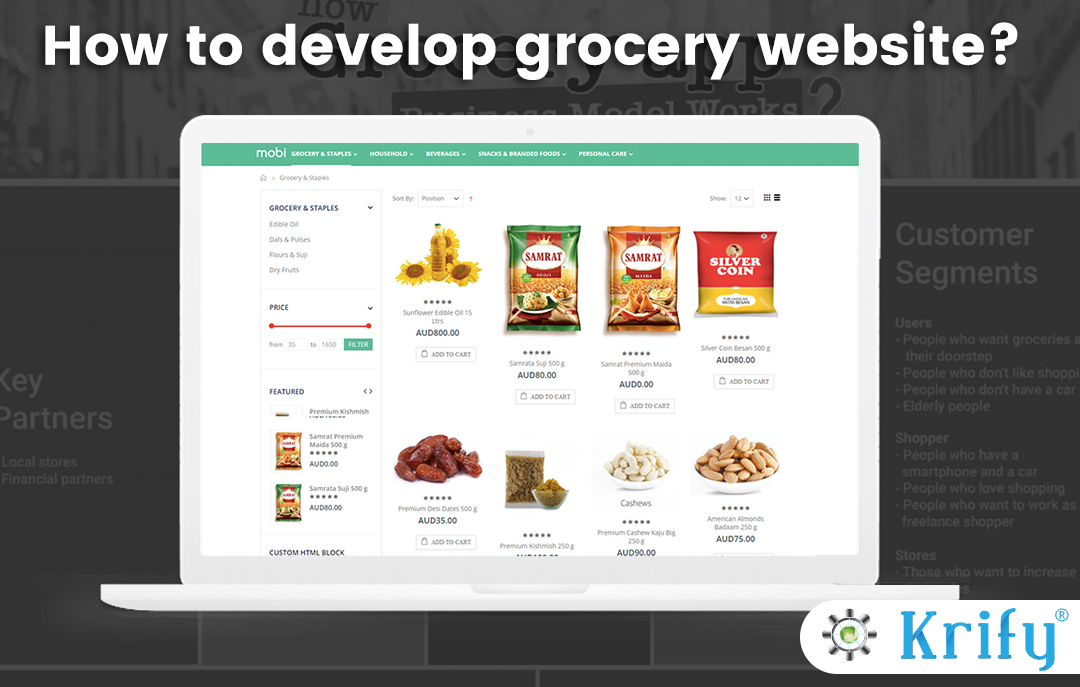 How to develop grocery website?
how
Grocery app
Business Model Works?
mobi GROCERY & STAPLES HOUSEHOLD BEVERAGES SNACKS & BRANDED FOODS PERSONAL CARE
Grocery & Staples
GROCERY & STAPLES
Edible Oil
Dals & Pulses
Flours & Suji
Dry Fruits
PRICE
from 35 to 1650 FILTER
FEATURED
Premium Kishmish
Samrat Premium
Maida 500 g
AUD0.00
Samrata Suji 500 g
AUD80.00
CUSTOM HTML BLOCK
Sort By: Position
Show: 12
Sunflower Edible Oil 15
Ltrs
AUD800.00
ADD TO CART
SAMRAT
SOOJI
Samrata Suji 500 g
AUD80.00
ADD TO CART
SAMRAT
MAIDA
Samrat Premium Maida
500 g
AUD0.00
ADD TO CART
SILVER
COIN
MOTA BESAN
Silver Coin Besan 500 g
AUD80.00
ADD TO CART
Premium Desi Dates 500 g
AUD35.00
ADD TO CART
Premium Kishmish 250 g
Cashews
Premium Cashew Kaju Big
250 g
AUD90.00
American Almonds
Badaam 250 g
AUD75.00
Key
Partners
Local stores
Financial partners
Customer
Segments
Users
- People who want groceries a
their doorstep
- People who don't like shoppi
- People who don't have a car
- Elderly people
Shopper
- People who have a
smartphone and a car
- People who love shopping
- People who want to work as
freelance shopper
Stores
- Those who want to increase
Krify®